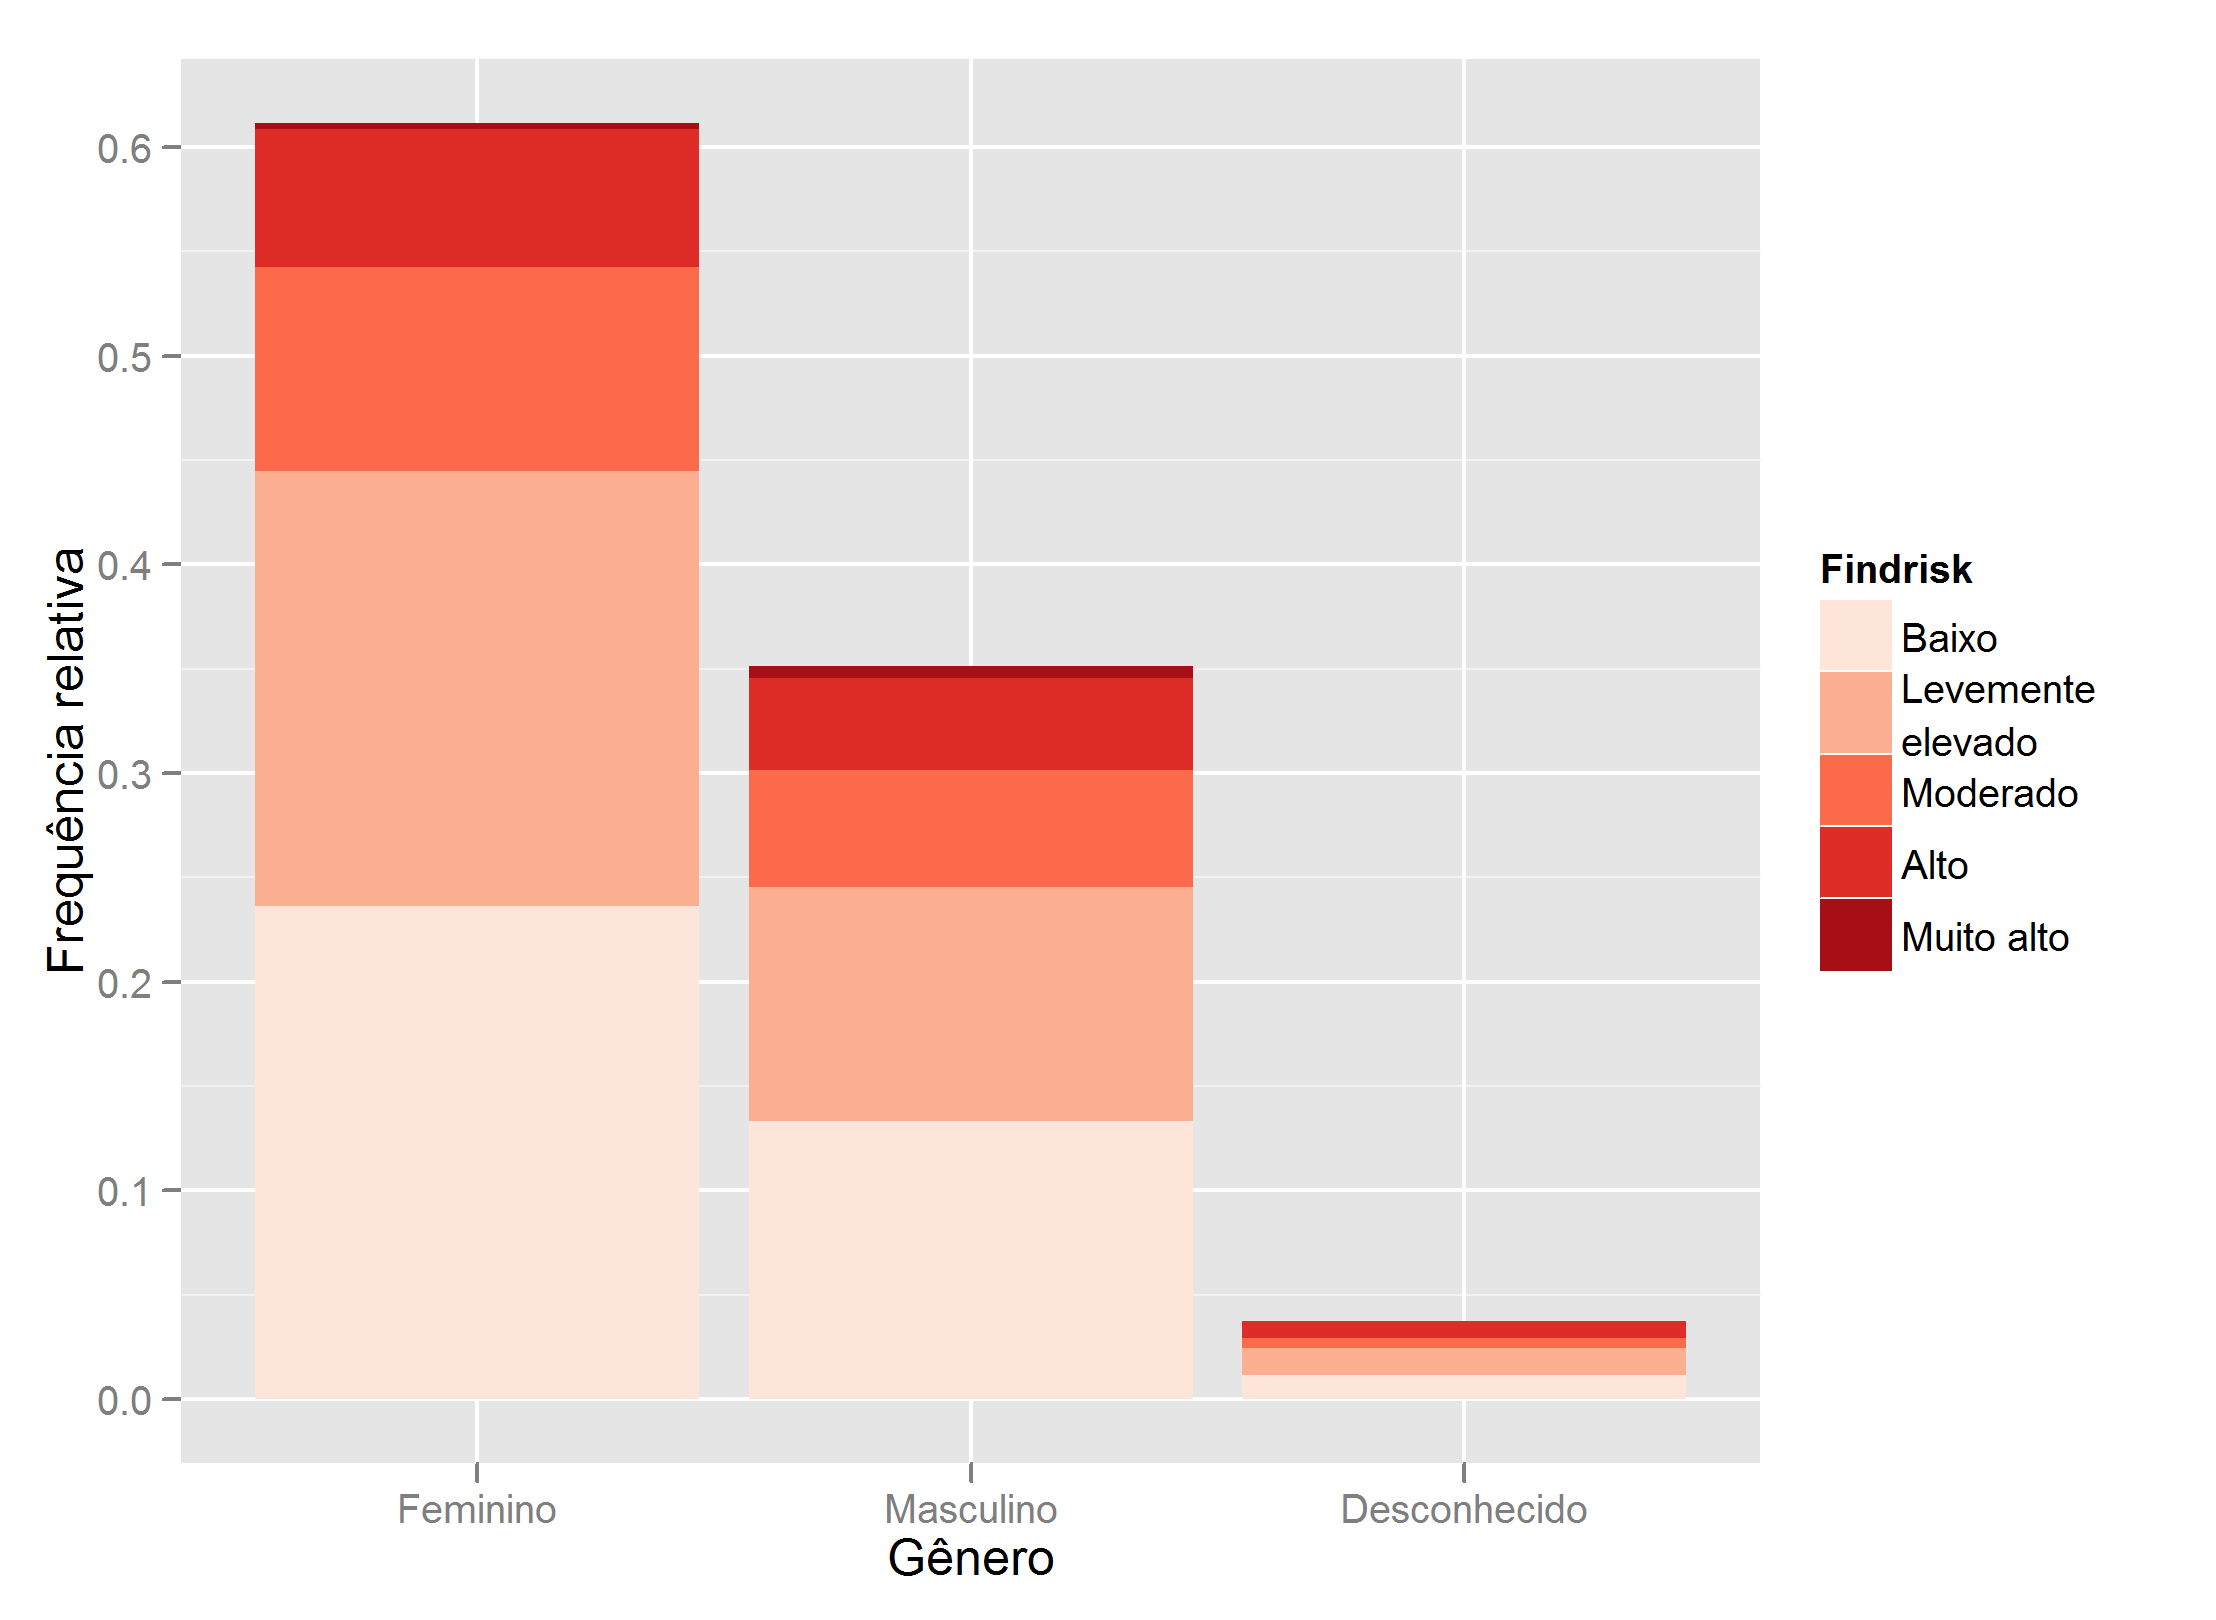 Frequência relativa
0.6
0.5
0.4
0.3
0.2
0.1
0.0
Feminino
Masculino
Desconhecido
Gênero
Findrisk
Baixo
Levemente
elevado
Moderado
Alto
Muito alto